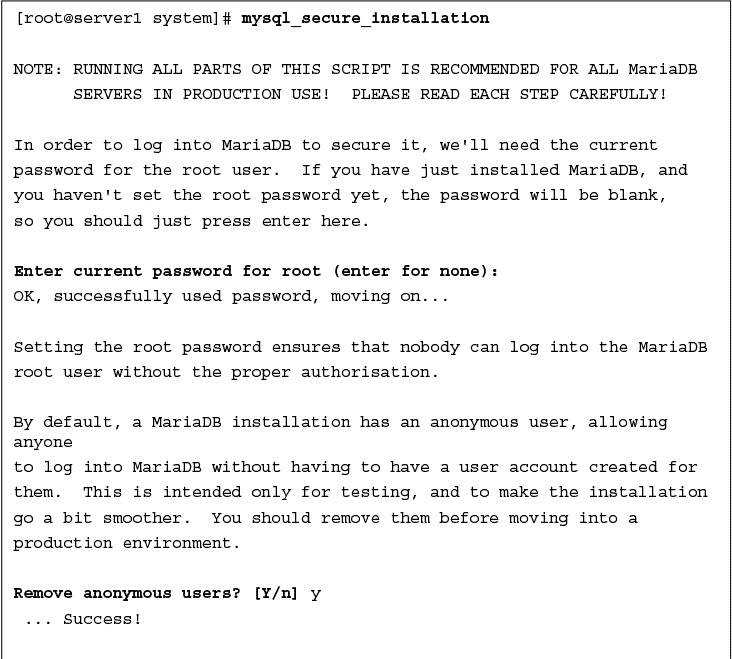 [root@server1 system]# mysql_secure_installation
NOTE: RUNNING ALL PARTS OF THIS SCRIPT IS RECOMMENDED FOR ALL MariaDB
SERVERS IN PRODUCTION USE!  PLEASE READ EACH STEP CAREFULLY!
In order to log into MariaDB to secure it, we'll need the current
password for the root user.  If you have just installed MariaDB, and
you haven't set the root password yet, the password will be blank,
so you should just press enter here.
Enter current password for root (enter for none):
OK, successfully used password, moving on...
Setting the root password ensures that nobody can log into the MariaDB
root user without the proper authorisation.
By default, a MariaDB installation has an anonymous user, allowing
anyone
to log into MariaDB without having to have a user account created for
them.  This is intended only for testing, and to make the installation
go a bit smoother.  You should remove them before moving into a
production environment.
Remove anonymous users? [Y/n] y
... Success!